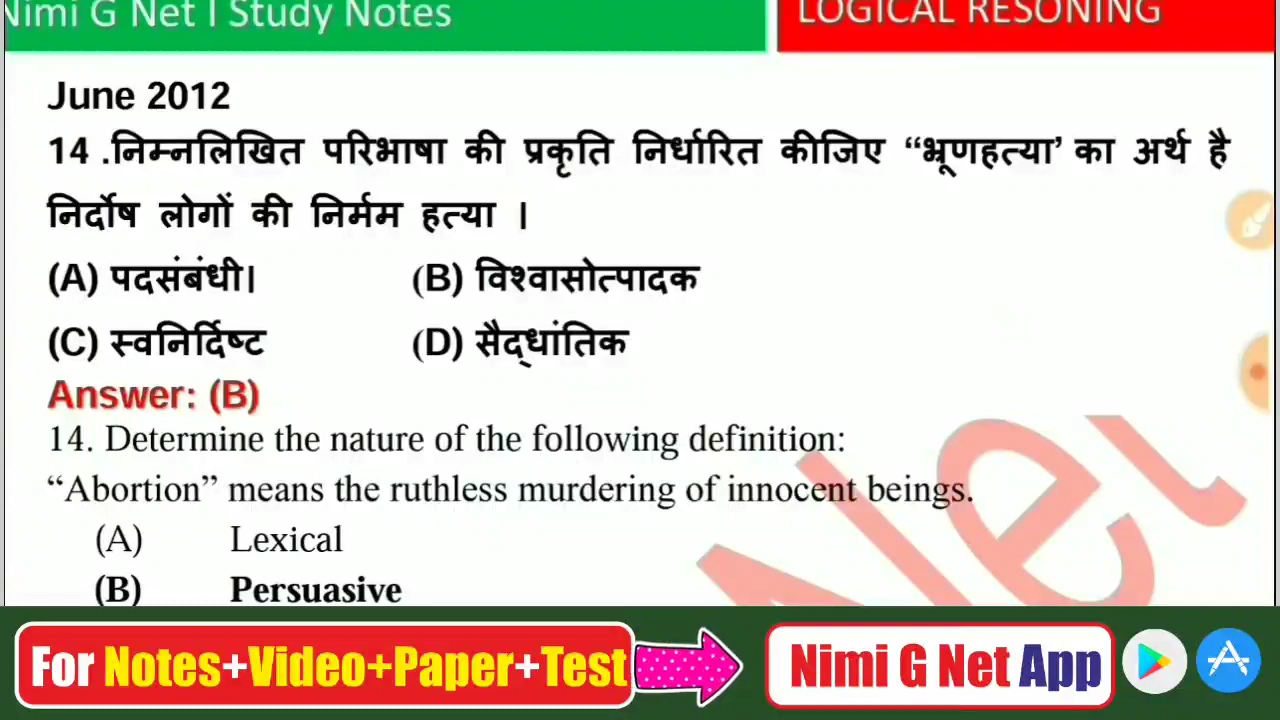 Nimi G Net I Study Notes
LOGICAL RESONING
June 2012
14 .निम्नलिखित परिभाषा की प्रकृति निर्धारित कीजिए “भ्रूणहत्या’ का अर्थ है
निर्दोष लोगों की निर्मम हत्या ।
(A) पदसंबंधी। (B) विश्वासोत्पादक
(C) स्वनिर्दिष्ट (D) सैद्धांतिक
Answer: (B)
14. Determine the nature of the following definition:
“Abortion” means the ruthless murdering of innocent beings.
(A) Lexical
(B) Persuasive
Net
For Notes+Video+Paper+Test
Nimi G Net App